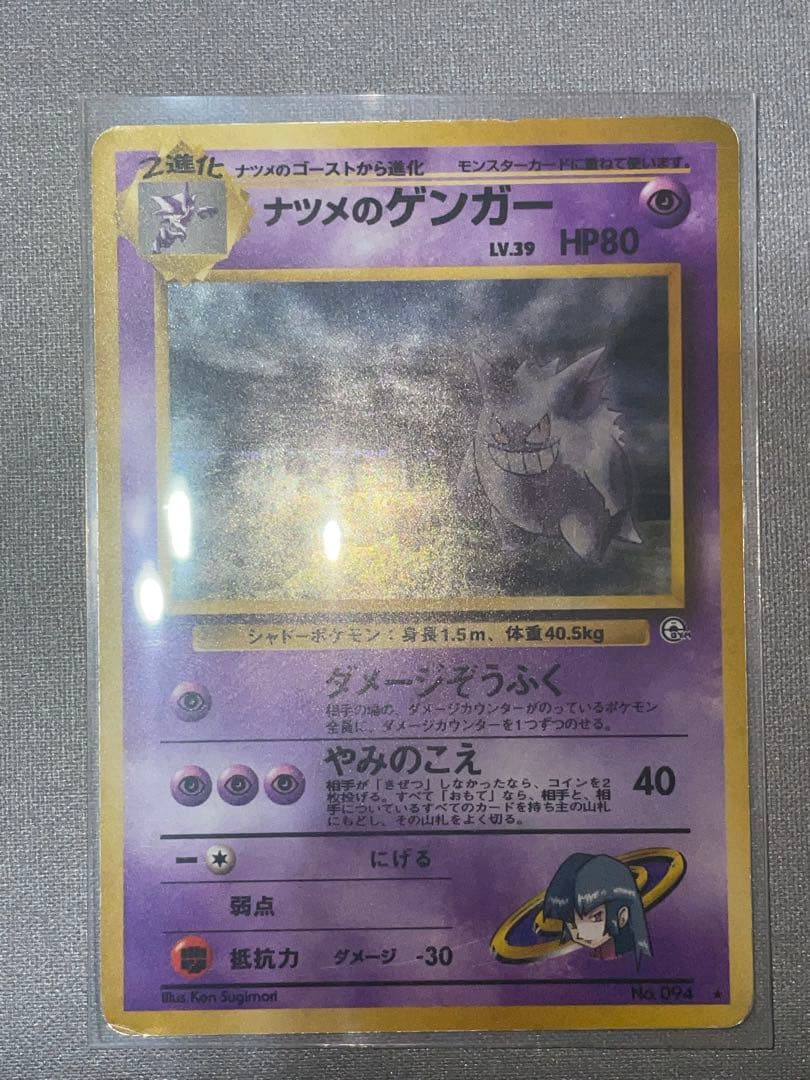 2進化 ナツメのゴーストから進化 モンスターカードに重ねて使います。
ナツメのゲンガー
LV.39 HP80
シャドーポケモン：身長1.5m、体重40.5kg
GYM
ダメージぞうふく
相手の場の、ダメージカウンターがのっているポケモン
全員に、ダメージカウンターを1つずつのせる。
やみのこえ
40
相手が「きぜつ」しなかったなら、コインを2
枚投げる。すべて「おもて」なら、相手と、相
手についているすべてのカードを持ち主の山札
にもどし、その山札をよく切る。
にげる
弱点
抵抗力 ダメージ -30
Illus. Ken Sugimori No. 094